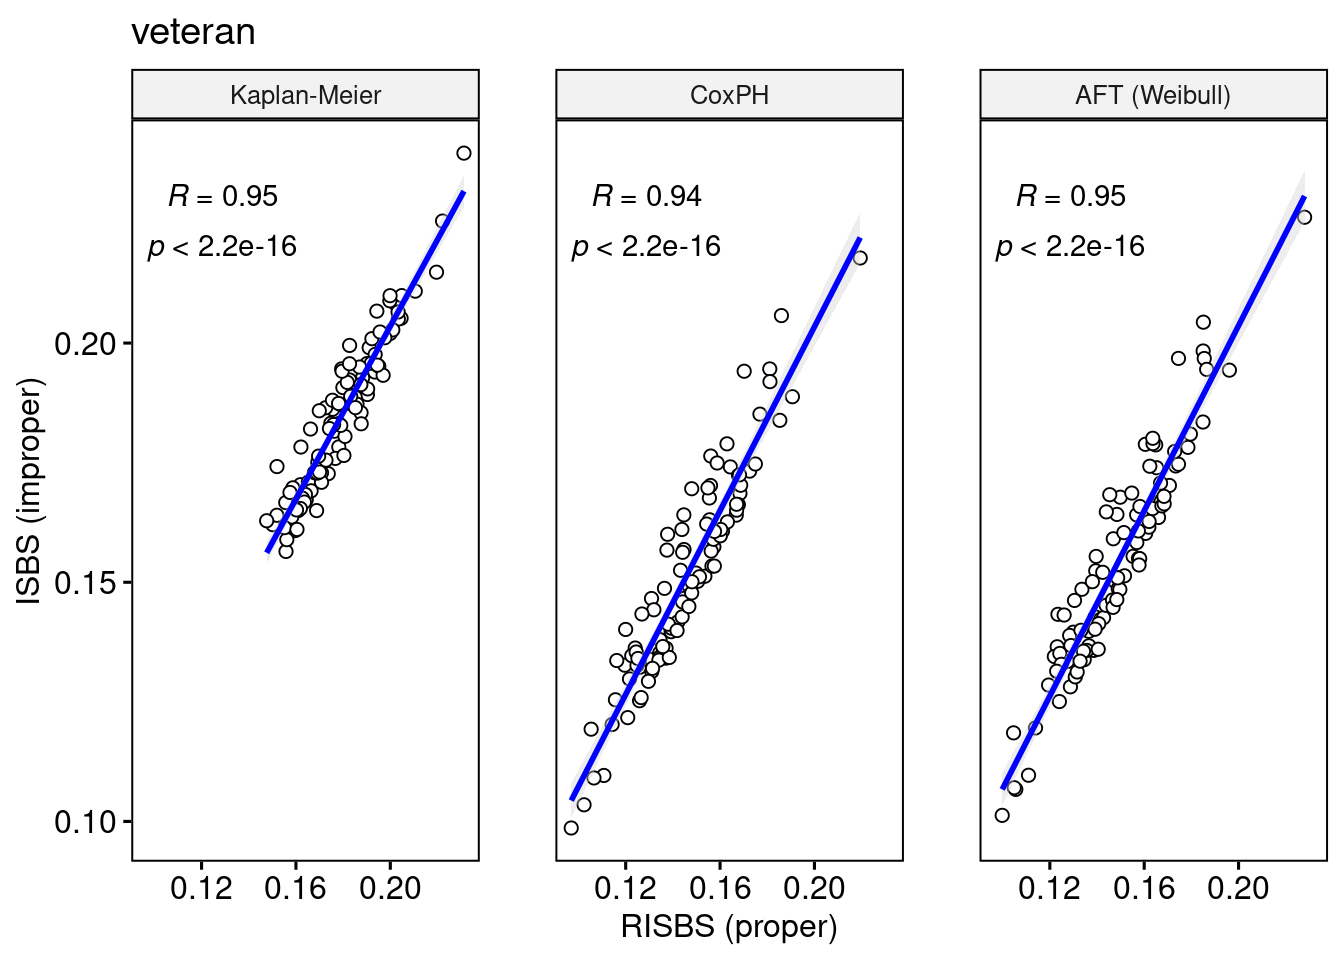 veteran
Kaplan-Meier
CoxPH
AFT (Weibull)
R = 0.95
p < 2.2e-16
R = 0.94
p < 2.2e-16
R = 0.95
p < 2.2e-16
ISBS (improper)
0.20
0.15
0.10
0.12 0.16 0.20
0.12 0.16 0.20
0.12 0.16 0.20
RISBS (proper)